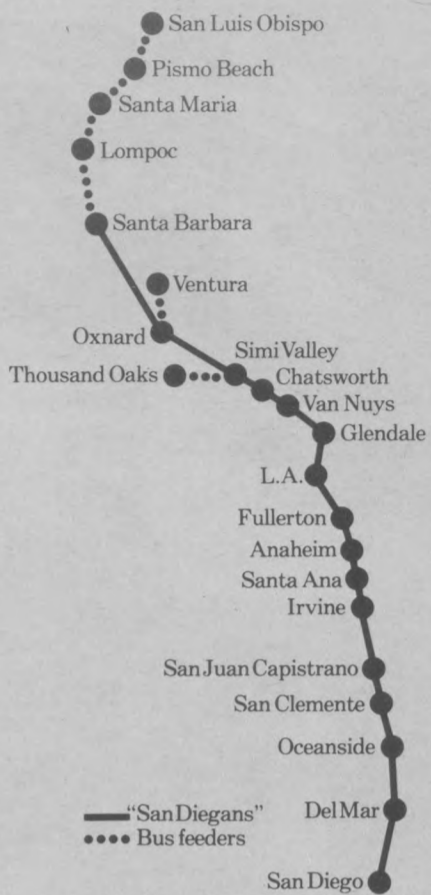 San Luis Obispo
Pismo Beach
Santa Maria
Lompoc
Santa Barbara
Ventura
Oxnard
Simi Valley
Thousand Oaks
Chatsworth
Van Nuys
Glendale
L.A.
Fullerton
Anaheim
Santa Ana
Irvine
San Juan Capistrano
San Clemente
Oceanside
"San Diegans"
Del Mar
Bus feeders
San Diego